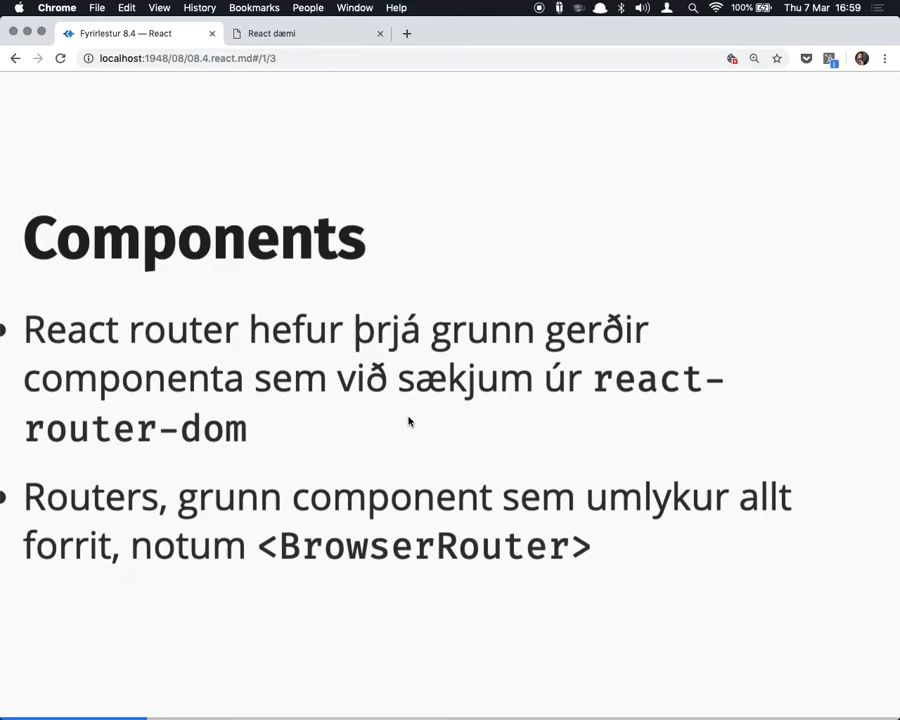 Chrome File Edit View History Bookmarks People Window Help 100% Thu 7 Mar 16:59
Fyrirlestur 8.4 — React React dæmi
localhost:1948/08/08.4.react.md#/1/3
Components
React router hefur þrjá grunn gerðir
componenta sem við sækjum úr react-
router-dom
Routers, grunn component sem umlykur allt
forrit, notum <BrowserRouter>